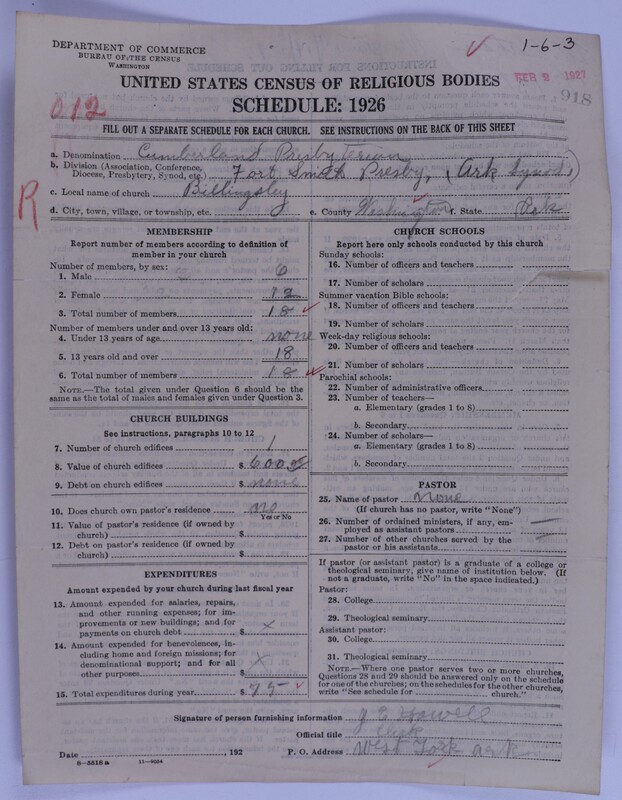 DEPARTMENT OF COMMERCE
BUREAU OF THE CENSUS
WASHINGTON
1-6-3
UNITED STATES CENSUS OF RELIGIOUS BODIES
FEB 2 1927
918
012
SCHEDULE: 1926
FILL OUT A SEPARATE SCHEDULE FOR EACH CHURCH. SEE INSTRUCTIONS ON THE BACK OF THIS SHEET
a. Denomination Cumberland Presbyterian
b. Division (Association, Conference, Diocese, Presbytery, Synod, etc.) Fort Smith Presby, (Ark Synod)
R
c. Local name of church Billingsly
d. City, town, village, or township, etc. e. County Washington f. State
MEMBERSHIP
Report number of members according to definition of
member in your church
Number of members, by sex:
1. Male 6
2. Female 12
3. Total number of members 18
Number of members under and over 13 years old:
4. Under 13 years of age none
5. 13 years old and over 18
6. Total number of members 18
NOTE.—The total given under Question 6 should be
same as the total of males and females given under Question 3.
CHURCH BUILDINGS
See instructions, paragraphs 10 to 12
7. Number of church edifices 1
8. Value of church edifices $ 600.00
9. Debt on church edifices $ none
10. Does church own pastor's residence
Yes or No
11. Value of pastor's residence (if owned by
church) $
12. Debt on pastor's residence (if owned by
church) $
EXPENDITURES
Amount expended by your church during last fiscal year
13. Amount expended for salaries, repairs,
and other running expenses; for im-
provements or new buildings; and for
payments on church debt $ x
14. Amount expended for benevolences, in-
cluding home and foreign missions; for
denominational support; and for all
other purposes $ x
15. Total expenditures during year $ 75
CHURCH SCHOOLS
Report here only schools conducted by this church
Sunday schools:
16. Number of officers and teachers
17. Number of scholars
Summer vacation Bible schools:
18. Number of officers and teachers
19. Number of scholars
Week-day religious schools:
20. Number of officers and teachers
21. Number of scholars
Parochial schools:
22. Number of administrative officers
23. Number of teachers—
a. Elementary (grades 1 to 8)
b. Secondary
24. Number of scholars—
a. Elementary (grades 1 to 8)
b. Secondary
PASTOR
25. Name of pastor None
(If church has no pastor, write "None")
26. Number of ordained ministers, if any, em-
ployed as assistant pastors —
27. Number of other churches served by the
pastor or his assistants —
If pastor (or assistant pastor) is a graduate of a college or
theological seminary, give name of institution below. (If
not a graduate, write "No" in the space indicated.)
Pastor:
28. College
29. Theological seminary
Assistant pastor:
30. College
31. Theological seminary
NOTE.—Where one pastor serves two or more churches,
Questions 28 and 29 should be answered only on the schedule
for one of the churches; on the schedules for the other churches,
write "See schedule for church."
Signature of person furnishing information J E Howell
Official title Clerk
Date , 192 P. O. Address West Fork ark
6-5518a 11-9254